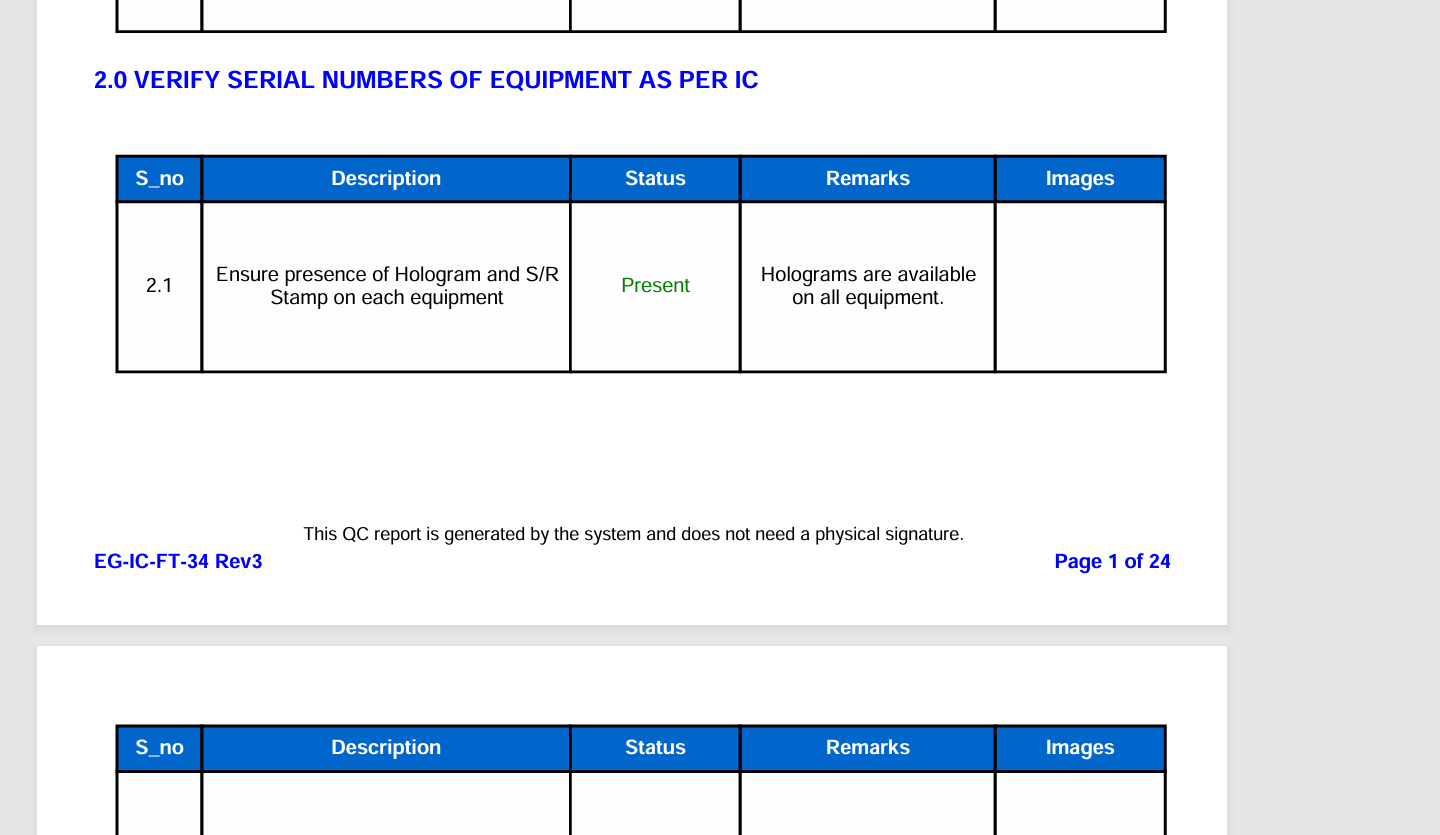 2.0 VERIFY SERIAL NUMBERS OF EQUIPMENT AS PER IC
S_no Description Status Remarks Images
2.1 Ensure presence of Hologram and S/R Stamp on each equipment Present Holograms are available on all equipment.
This QC report is generated by the system and does not need a physical signature.
EG-IC-FT-34 Rev3 Page 1 of 24
S_no Description Status Remarks Images